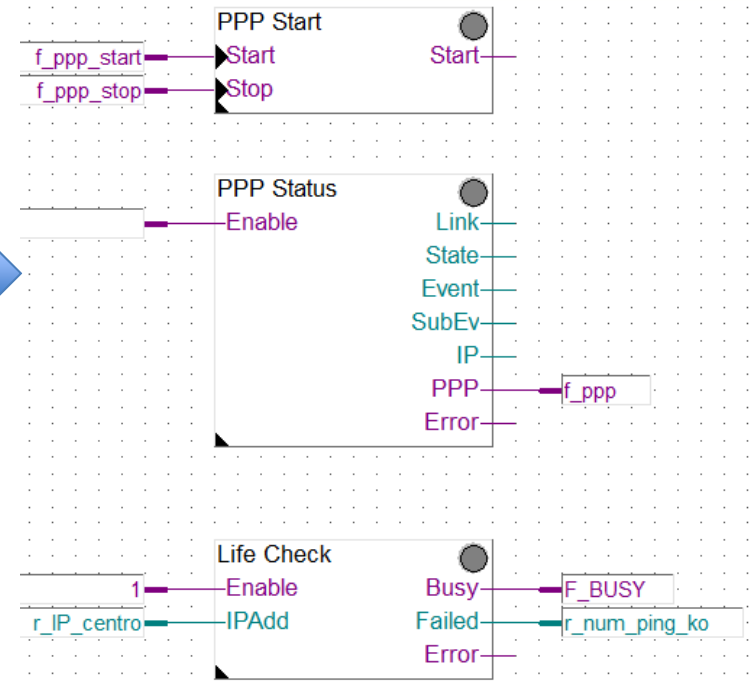 PPP Start
f_ppp_start Start Start
f_ppp_stop Stop
PPP Status
Enable Link
State
Event
SubEv
IP
PPP f_ppp
Error
Life Check
1 Enable Busy F_BUSY
r_IP_centro IPAdd Failed r_num_ping_ko
Error